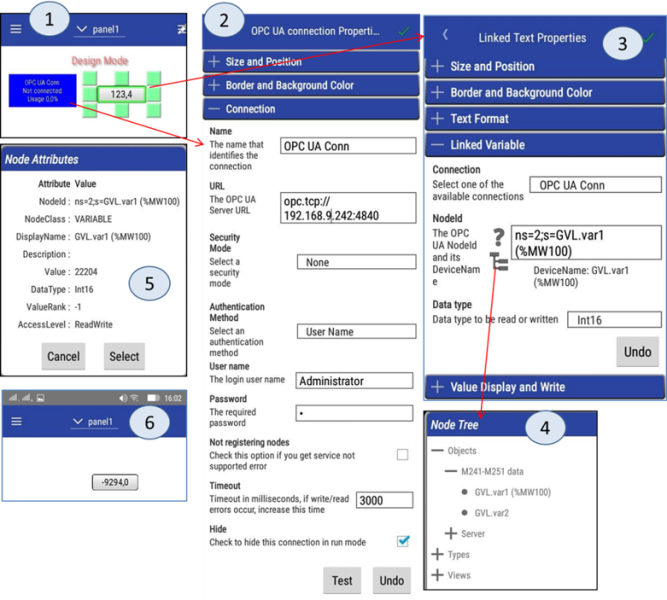 1
panel1
Design Mode
OPC UA Conn
Not connected
Usage 0,0%
123,4
2
OPC UA connection Properti...
Size and Position
Border and Background Color
Connection
Name
The name that
identifies the
connection
OPC UA Conn
URL
The OPC UA
Server URL
opc.tcp://
192.168.9.242:4840
Security
Mode
Select a
security
mode
None
Authentication
Method
Select an
authentication
method
User Name
User name
The login user name
Administrator
Password
The required
password
•
Not registering nodes
Check this option if you get service not
supported error
Timeout
Timeout in milliseconds, if write/read
errors occur, increase this time
3000
Hide
Check to hide this connection in run mode
Test
Undo
3
Linked Text Properties
Size and Position
Border and Background Color
Text Format
Linked Variable
Connection
Select one of the
available connections
OPC UA Conn
NodeId
The OPC
UA NodeId
and its
DeviceNam
e
?
ns=2;s=GVL.var1
(%MW100)
DeviceName: GVL.var1
(%MW100)
Data type
Data type to be read or written
Int16
Undo
Value Display and Write
Node Tree
4
Objects
M241-M251 data
GVL.var1 (%MW100)
GVL.var2
Server
Types
Views
Node Attributes
Attribute Value
NodeId : ns=2;s=GVL.var1 (%MW100)
NodeClass : VARIABLE
DisplayName : GVL.var1 (%MW100)
Description :
Value : 22204
DataType : Int16
ValueRank : -1
AccessLevel : ReadWrite
5
Cancel
Select
16:02
panel1
6
-9294,0